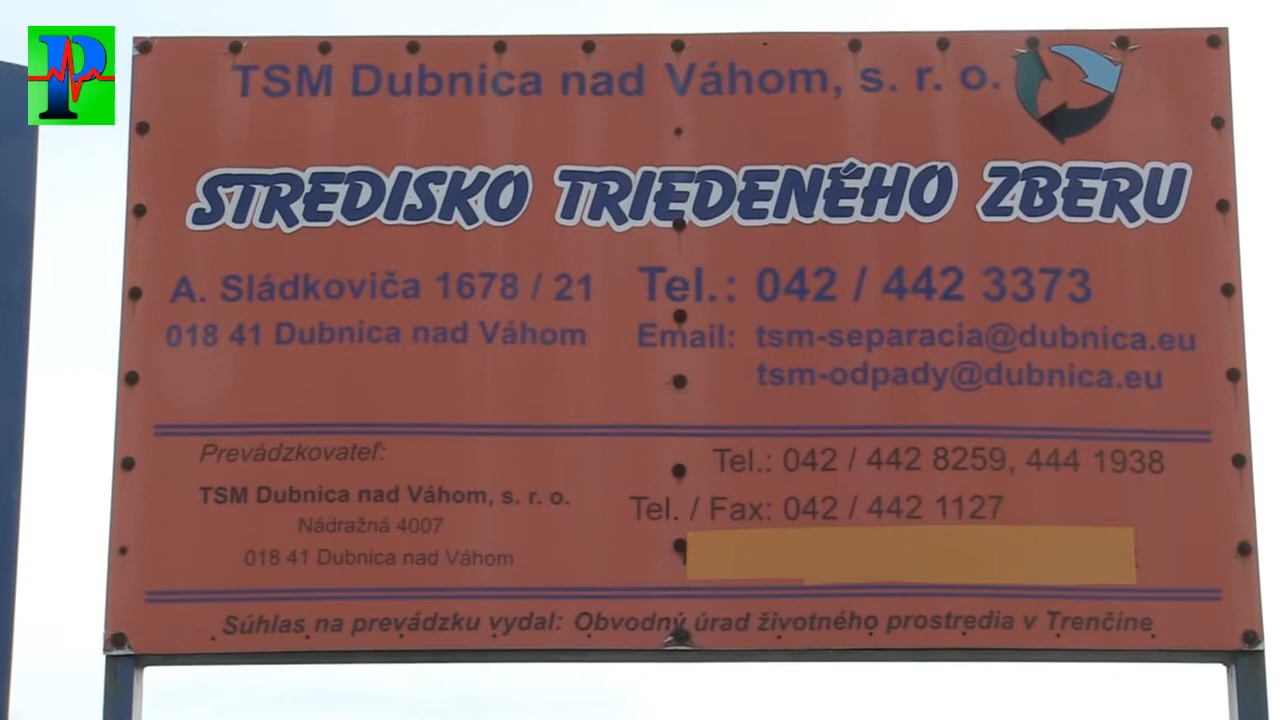 P
TSM Dubnica nad Váhom, s. r. o.
STREDISKO TRIEDENÉHO ZBERU
A. Sládkoviča 1678 / 21
018 41 Dubnica nad Váhom
Tel.: 042 / 442 3373
Email: tsm-separacia@dubnica.eu
tsm-odpady@dubnica.eu
Prevádzkovateľ:
TSM Dubnica nad Váhom, s. r. o.
Nádražná 4007
018 41 Dubnica nad Váhom
Tel.: 042 / 442 8259, 444 1938
Tel. / Fax: 042 / 442 1127
Súhlas na prevádzku vydal: Obvodný úrad životného prostredia v Trenčíne